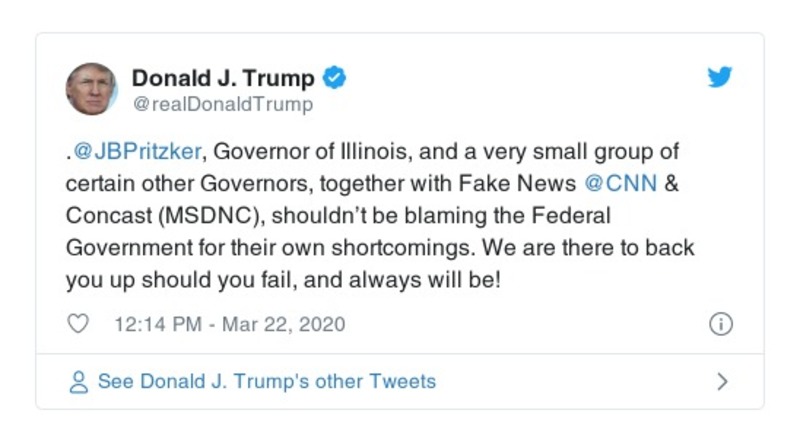 Donald J. Trump
@realDonaldTrump
.@JBPritzker, Governor of Illinois, and a very small group of
certain other Governors, together with Fake News @CNN &
Concast (MSDNC), shouldn’t be blaming the Federal
Government for their own shortcomings. We are there to back
you up should you fail, and always will be!
12:14 PM - Mar 22, 2020
See Donald J. Trump's other Tweets